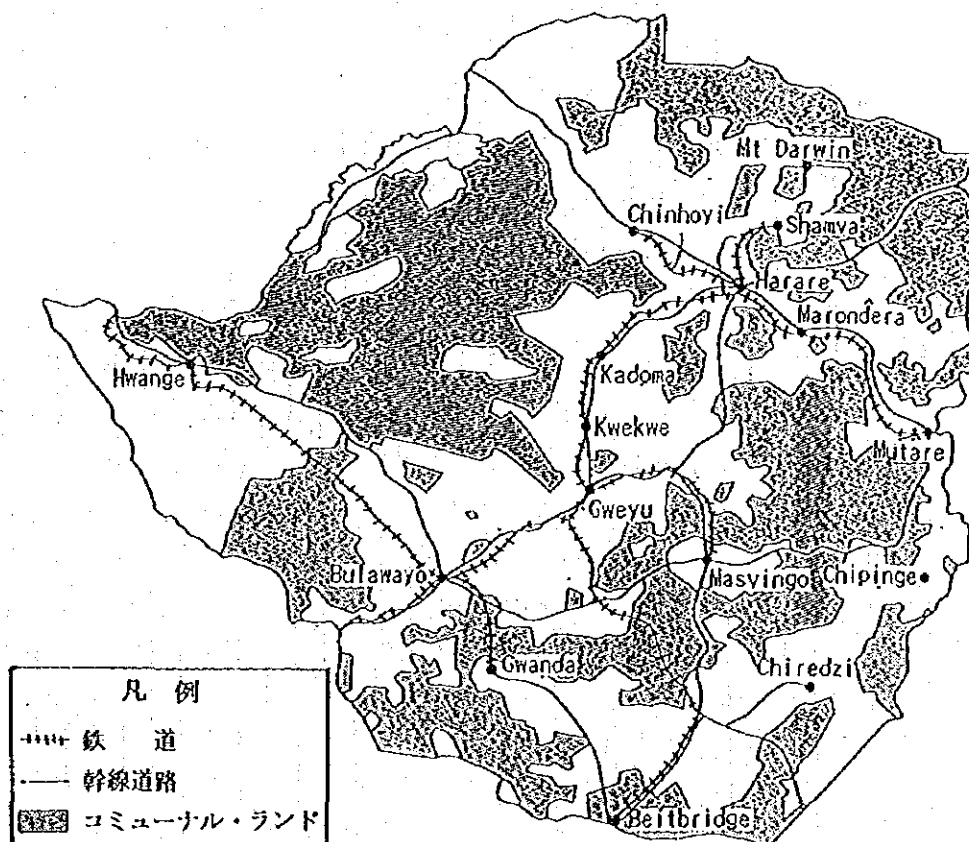 Mt Darwin
Chinhoyi
Shamva
Harare
Marondera
Hwange
Kadoma
Kwekwe
Mutare
Gweyu
Bulawayo
Masvingo
Chipinge
Gwanda
Chiredzi
Beitbridge
凡例
鉄道
幹線道路
コミューナル・ランド